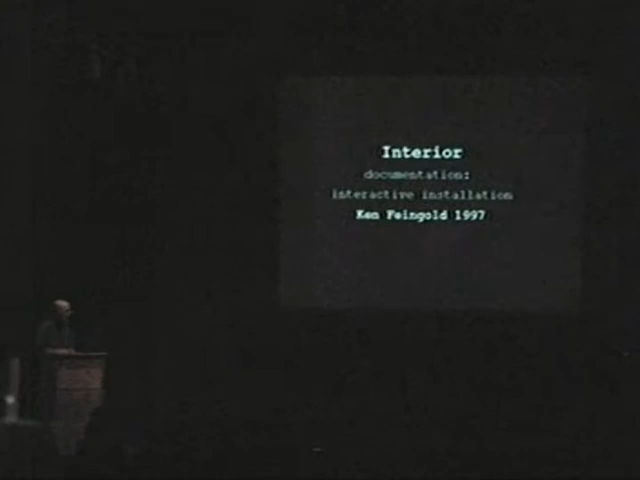 Interior
documentation:
interactive installation
Ken Feingold 1997